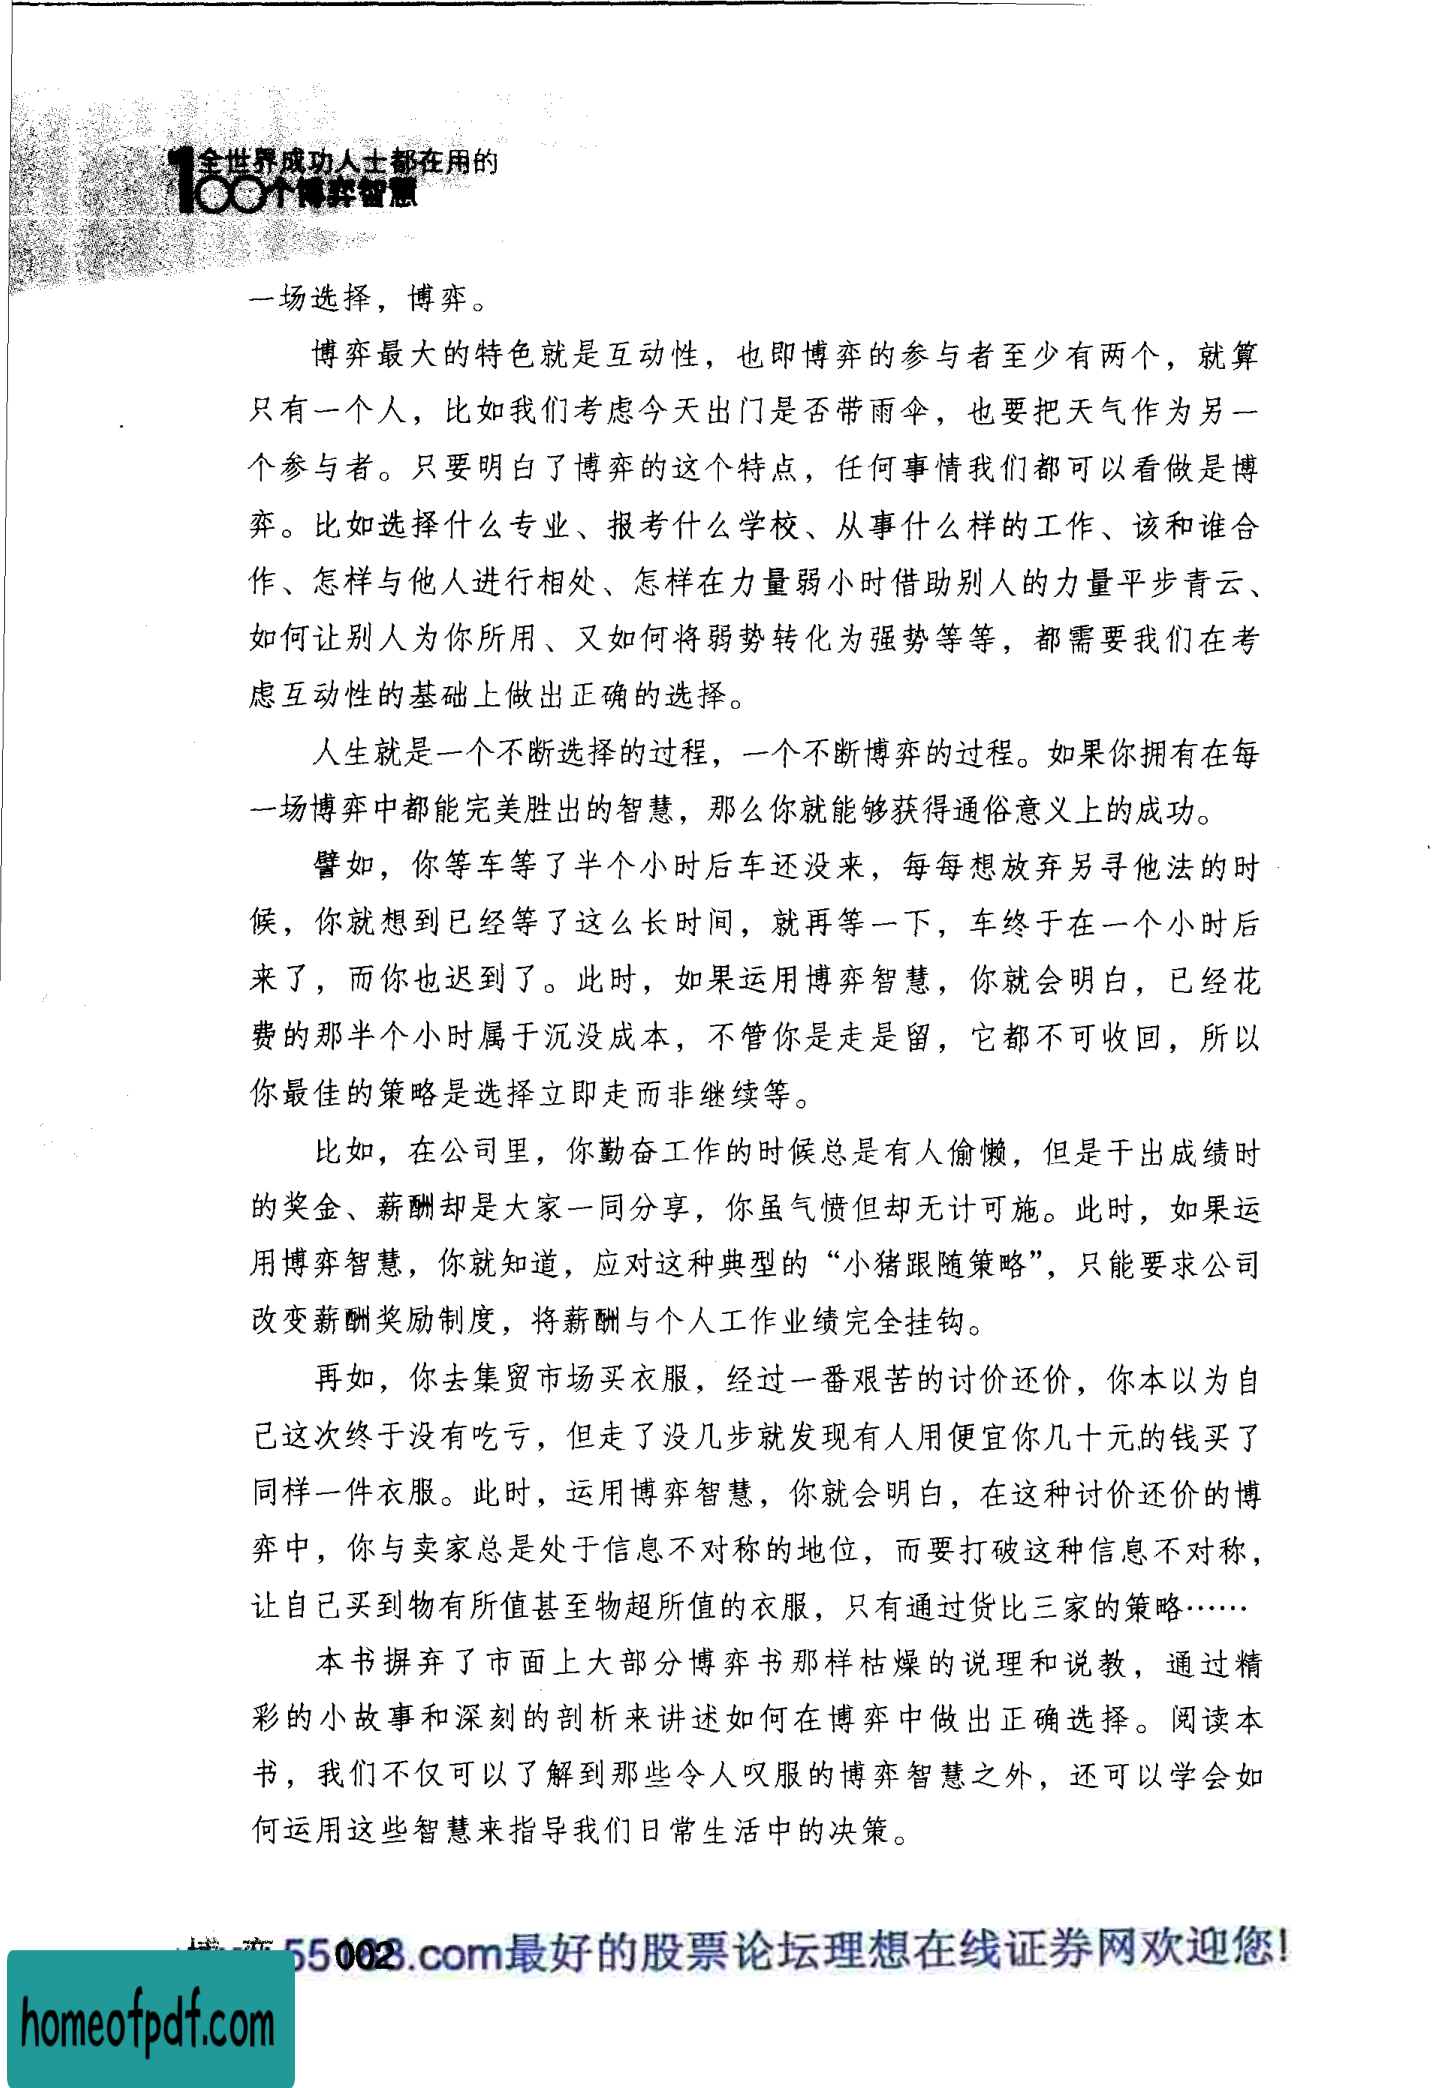 全世界成功人士都在用的
100个博弈智慧
一场选择，博弈。
博弈最大的特色就是互动性，也即博弈的参与者至少有两个，就算
只有一个人，比如我们考虑今天出门是否带雨伞，也要把天气作为另一
个参与者。只要明白了博弈的这个特点，任何事情我们都可以看做是博
弈。比如选择什么专业、报考什么学校、从事什么样的工作、该和谁合
作、怎样与他人进行相处、怎样在力量弱小时借助别人的力量平步青云、
如何让别人为你所用、又如何将弱势转化为强势等等，都需要我们在考
虑互动性的基础上做出正确的选择。
人生就是一个不断选择的过程，一个不断博弈的过程。如果你拥有在每
一场博弈中都能完美胜出的智慧，那么你就能够获得通俗意义上的成功。
譬如，你等车等了半个小时后车还没来，每每想放弃另寻他法的时
候，你就想到已经等了这么长时间，就再等一下，车终于在一个小时后
来了，而你也迟到了。此时，如果运用博弈智慧，你就会明白，已经花
费的那半个小时属于沉没成本，不管你是走是留，它都不可收回，所以
你最佳的策略是选择立即走而非继续等。
比如，在公司里，你勤奋工作的时候总是有人偷懒，但是干出成绩时
的奖金、薪酬却是大家一同分享，你虽气愤但却无计可施。此时，如果运
用博弈智慧，你就知道，应对这种典型的“小猪跟随策略”，只能要求公司
改变薪酬奖励制度，将薪酬与个人工作业绩完全挂钩。
再如，你去集贸市场买衣服，经过一番艰苦的讨价还价，你本以为自
己这次终于没有吃亏，但走了没几步就发现有人用便宜你几十元的钱买了
同样一件衣服。此时，运用博弈智慧，你就会明白，在这种讨价还价的博
弈中，你与卖家总是处于信息不对称的地位，而要打破这种信息不对称，
让自己买到物有所值甚至物超所值的衣服，只有通过货比三家的策略……
本书摒弃了市面上大部分博弈书那样枯燥的说理和说教，通过精
彩的小故事和深刻的剖析来讲述如何在博弈中做出正确选择。阅读本
书，我们不仅可以了解到那些令人叹服的博弈智慧之外，还可以学会如
何运用这些智慧来指导我们日常生活中的决策。
002
.com最好的股票论坛理想在线证券网欢迎您!
homeofpdf.com